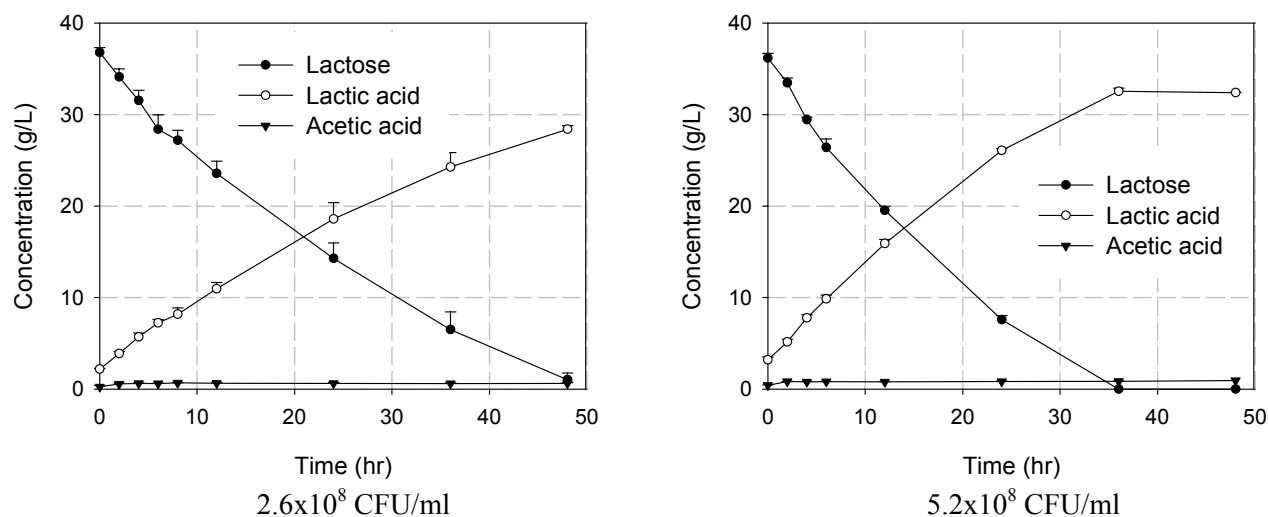 40
30
20
10
0
Concentration (g/L)
Lactose
Lactic acid
Acetic acid
0 10 20 30 40 50
Time (hr)
2.6x10⁸ CFU/ml
40
30
20
10
0
Concentration (g/L)
Lactose
Lactic acid
Acetic acid
0 10 20 30 40 50
Time (hr)
5.2x10⁸ CFU/ml